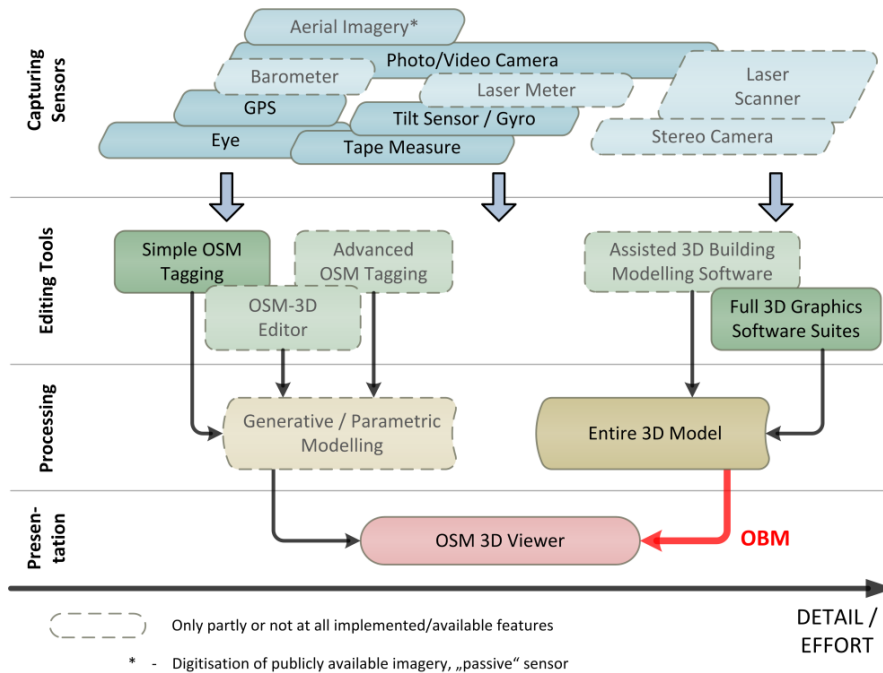 Capturing
Sensors
Aerial Imagery*
Photo/Video Camera
Barometer
Laser Meter
Laser
Scanner
GPS
Tilt Sensor / Gyro
Eye
Tape Measure
Stereo Camera
Editing Tools
Simple OSM
Tagging
Advanced
OSM Tagging
OSM-3D
Editor
Assisted 3D Building
Modelling Software
Full 3D Graphics
Software Suites
Processing
Generative / Parametric
Modelling
Entire 3D Model
Presen-
tation
OSM 3D Viewer
OBM
DETAIL /
EFFORT
Only partly or not at all implemented/available features
* - Digitisation of publicly available imagery, „passive“ sensor